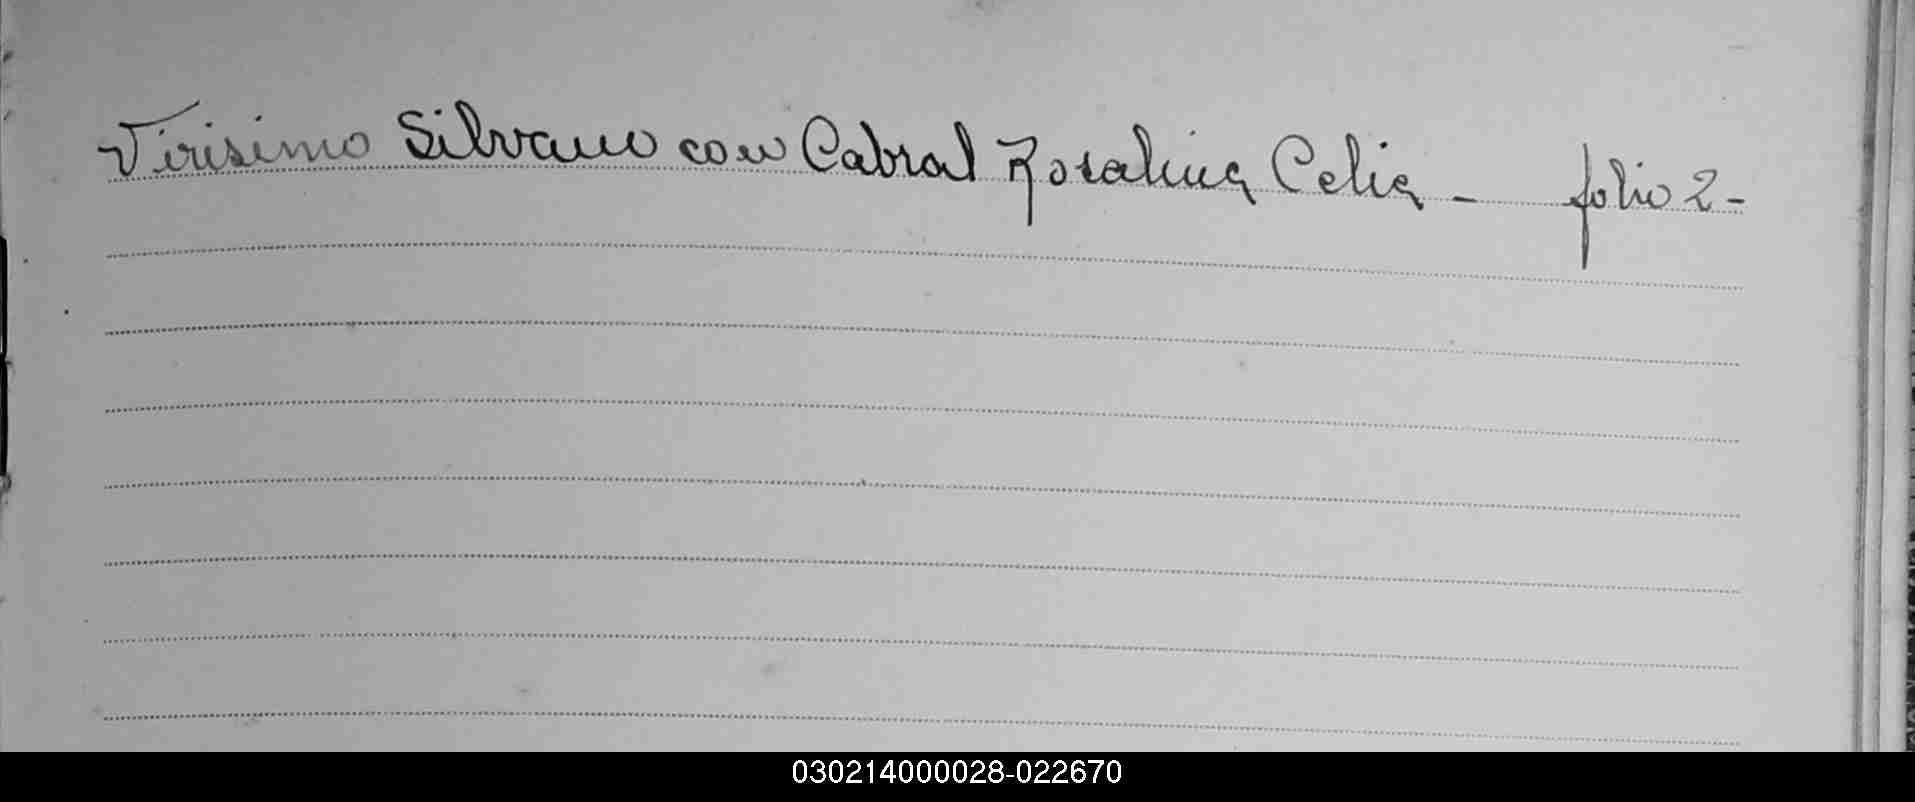 Virisimo Silvano con Cabral Rosalina Celia - folio 2-
030214000028-022670